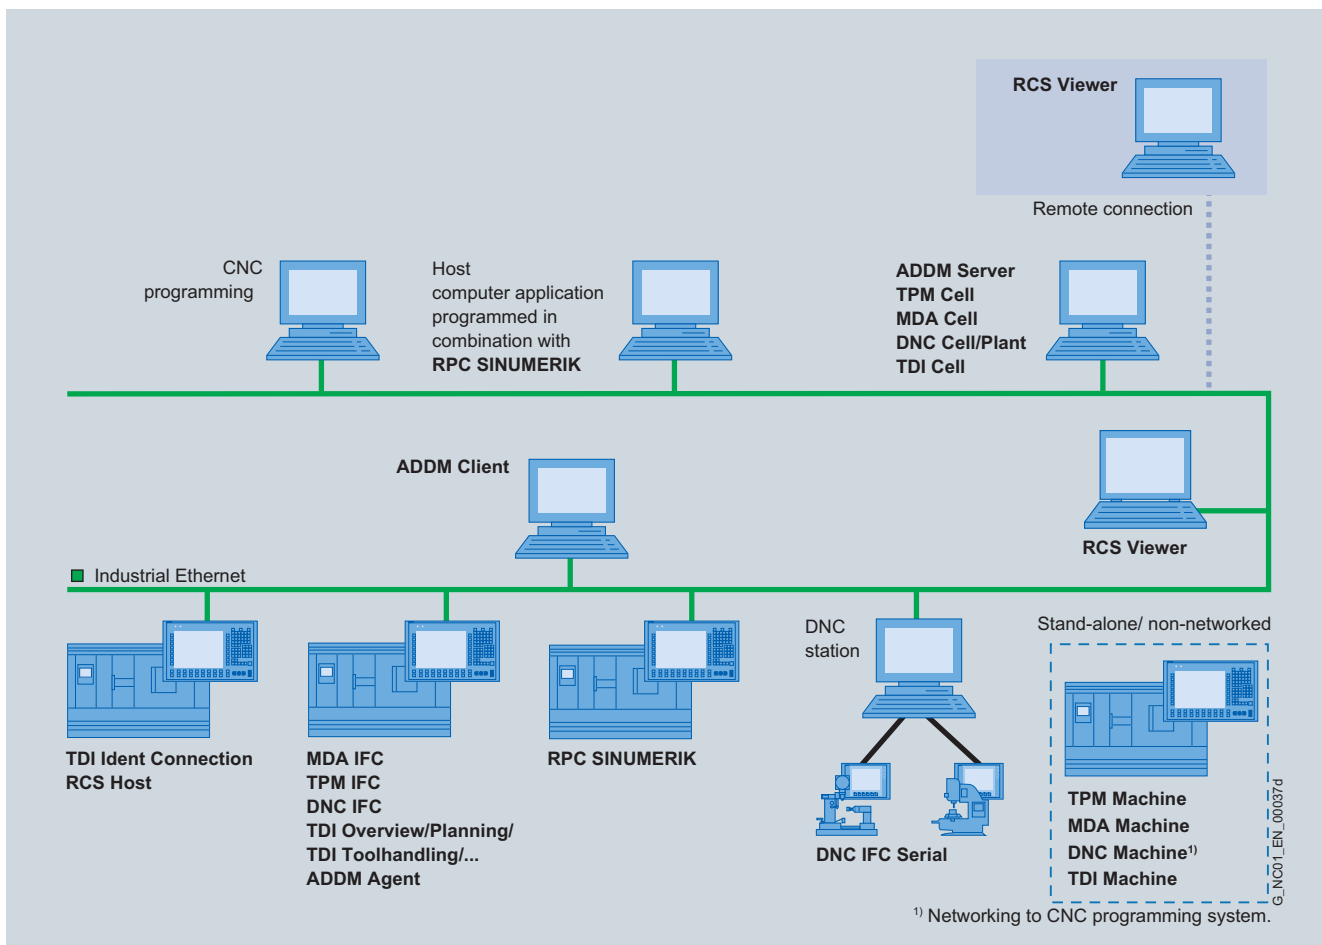 RCS Viewer
Remote connection
CNC
programming
Host
computer application
programmed in
combination with
RPC SINUMERIK
ADDM Server
TPM Cell
MDA Cell
DNC Cell/Plant
TDI Cell
ADDM Client
RCS Viewer
Industrial Ethernet
DNC
station
Stand-alone/ non-networked
TDI Ident Connection
RCS Host
MDA IFC
TPM IFC
DNC IFC
TDI Overview/Planning/
TDI Toolhandling/...
ADDM Agent
RPC SINUMERIK
DNC IFC Serial
TPM Machine
MDA Machine
DNC Machine¹⁾
TDI Machine
G_NC01_EN_00037d
¹⁾ Networking to CNC programming system.